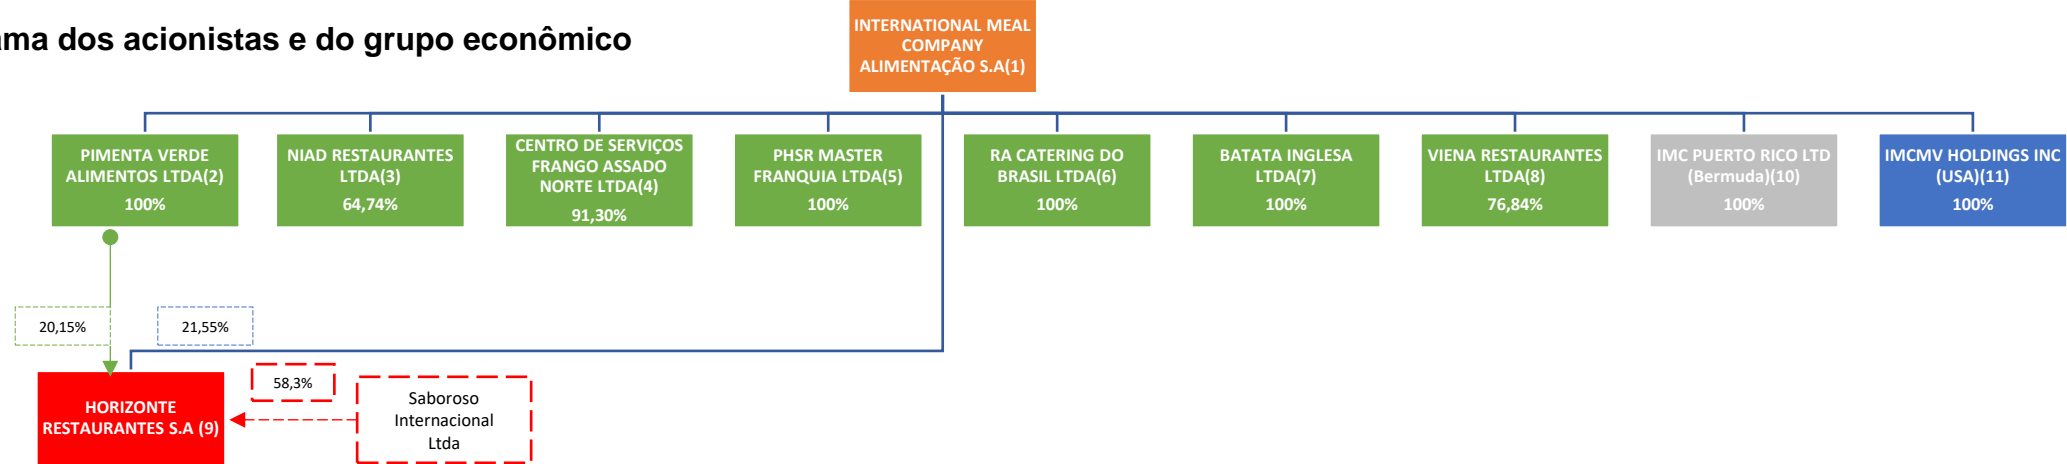 ama dos acionistas e do grupo econômico
INTERNATIONAL MEAL
COMPANY
ALIMENTAÇÃO S.A(1)
PIMENTA VERDE
ALIMENTOS LTDA(2)
100%
NIAD RESTAURANTES
LTDA(3)
64,74%
CENTRO DE SERVIÇOS
FRANGO ASSADO
NORTE LTDA(4)
91,30%
PHSR MASTER
FRANQUIA LTDA(5)
100%
RA CATERING DO
BRASIL LTDA(6)
100%
BATATA INGLESA
LTDA(7)
100%
VIENA RESTAURANTES
LTDA(8)
76,84%
IMC PUERTO RICO LTD
(Bermuda)(10)
100%
IMCMV HOLDINGS INC
(USA)(11)
100%
20,15%
21,55%
58,3%
HORIZONTE
RESTAURANTES S.A (9)
Saboroso
Internacional
Ltda